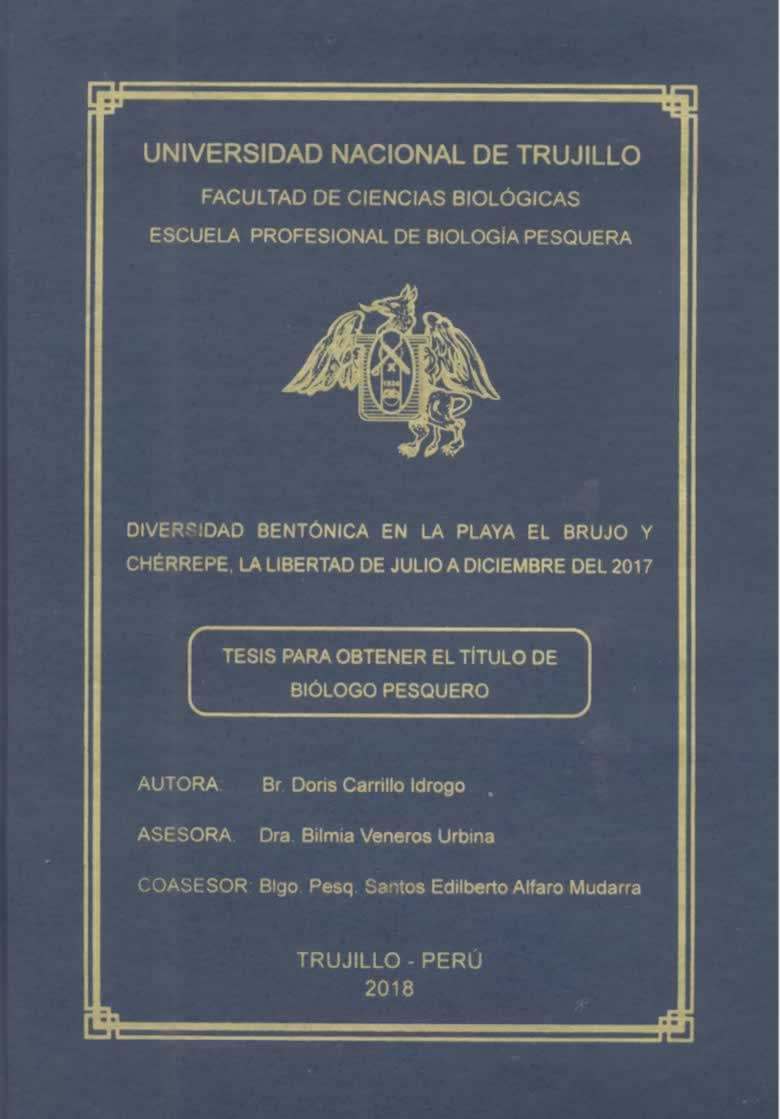 UNIVERSIDAD NACIONAL DE TRUJILLO
FACULTAD DE CIENCIAS BIOLÓGICAS
ESCUELA PROFESIONAL DE BIOLOGÍA PESQUERA
1824
DIVERSIDAD BENTÓNICA EN LA PLAYA EL BRUJO Y
CHÉRREPE, LA LIBERTAD DE JULIO A DICIEMBRE DEL 2017
TESIS PARA OBTENER EL TÍTULO DE
BIÓLOGO PESQUERO
AUTORA: Br. Doris Carrillo Idrogo
ASESORA: Dra. Bilmia Veneros Urbina
COASESOR: Blgo. Pesq. Santos Edilberto Alfaro Mudarra
TRUJILLO - PERÚ
2018